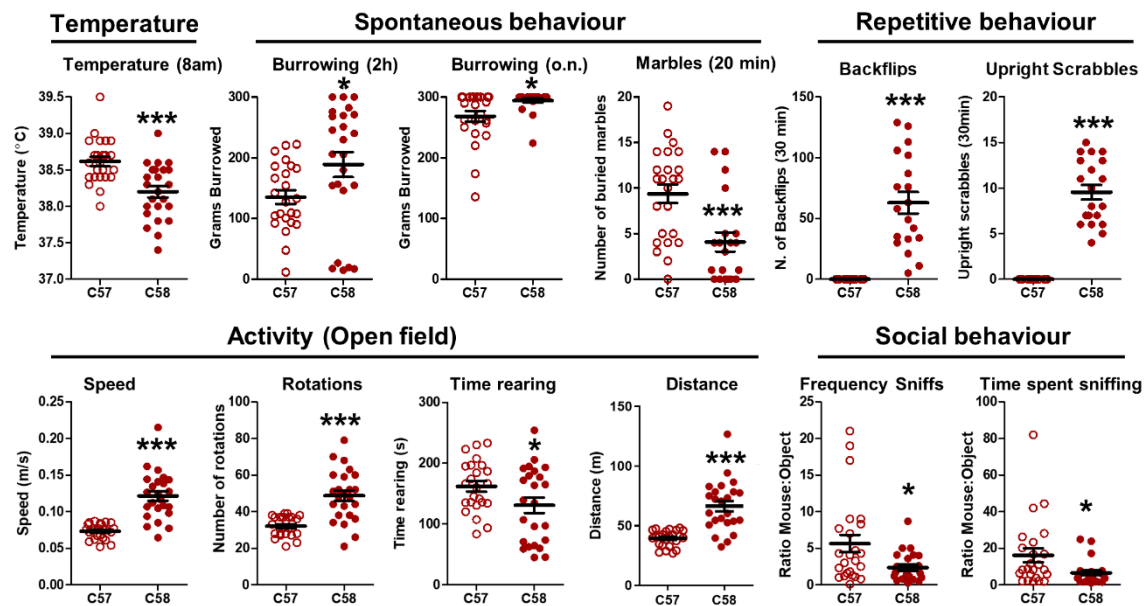 Temperature
Spontaneous behaviour
Repetitive behaviour
Temperature (8am)
Burrowing (2h)
Burrowing (o.n.)
Marbles (20 min)
Backflips
Upright Scrabbles
Temperature (°C)
39.5
39.0
38.5
38.0
37.5
37.0
***
C57
C58
Grams Burrowed
300
200
100
0
*
C57
C58
Grams Burrowed
300
200
100
0
*
C57
C58
Number of buried marbles
20
15
10
5
0
***
C57
C58
N. of Backflips (30 min)
150
100
50
0
***
C57
C58
Upright scrabbles (30min)
20
15
10
5
0
***
C57
C58
Activity (Open field)
Social behaviour
Speed
Rotations
Time rearing
Distance
Frequency Sniffs
Time spent sniffing
Speed (m/s)
0.25
0.20
0.15
0.10
0.05
0.00
***
C57
C58
Number of rotations
100
80
60
40
20
0
***
C57
C58
Time rearing (s)
300
200
100
0
*
C57
C58
Distance (m)
150
100
50
0
***
C57
C58
Ratio Mouse:Object
25
20
15
10
5
0
*
C57
C58
Ratio Mouse:Object
100
80
60
40
20
0
*
C57
C58